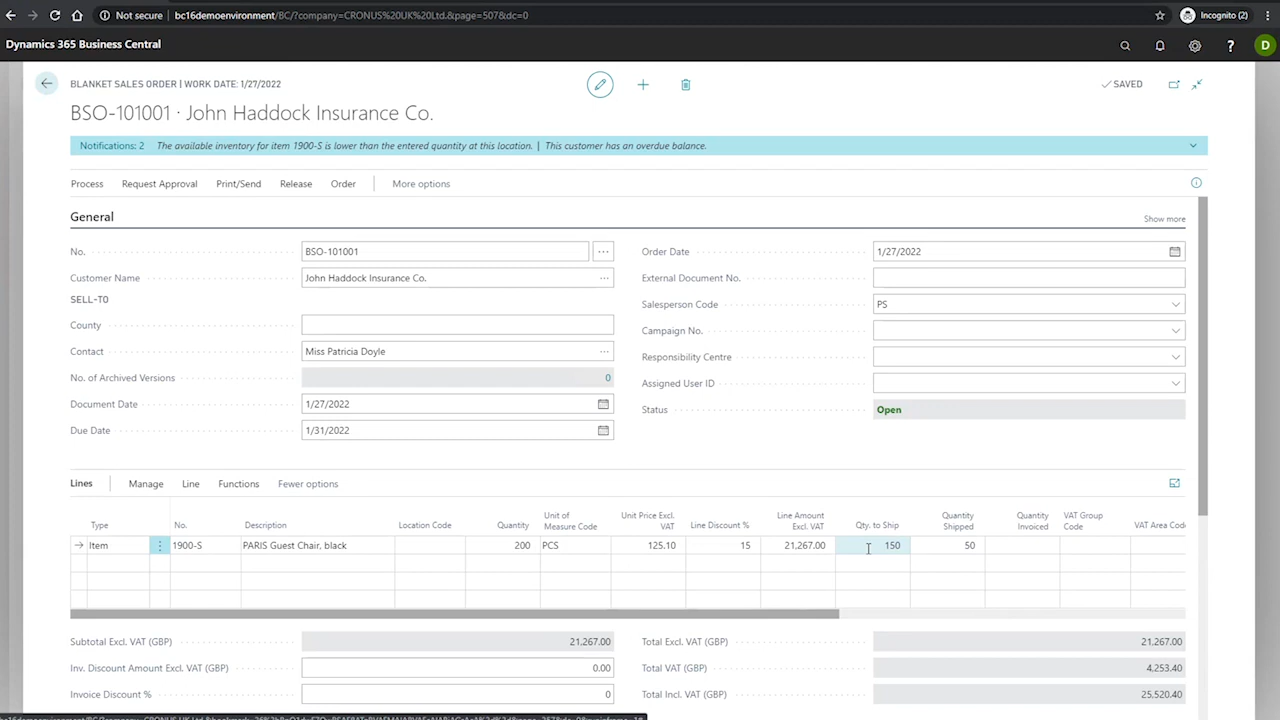 Not secure | bc16demoenvironment/BC/?company=CRONUS%20UK%20Ltd.&page=507&dc=0
Incognito (2)
Dynamics 365 Business Central
?
D
BLANKET SALES ORDER | WORK DATE: 1/27/2022
SAVED
BSO-101001 · John Haddock Insurance Co.
Notifications: 2 The available inventory for item 1900-S is lower than the entered quantity at this location. | This customer has an overdue balance.
Process Request Approval Print/Send Release Order More options
General
Show more
No. BSO-101001 Order Date 1/27/2022
Customer Name John Haddock Insurance Co. External Document No.
SELL-TO Salesperson Code PS
County Campaign No.
Contact Miss Patricia Doyle Responsibility Centre
No. of Archived Versions 0 Assigned User ID
Document Date 1/27/2022 Status Open
Due Date 1/31/2022
Lines Manage Line Functions Fewer options
Type No. Description Location Code Quantity Unit of Measure Code Unit Price Excl. VAT Line Discount % Line Amount Excl. VAT Qty. to Ship Quantity Shipped Quantity Invoiced VAT Group Code VAT Area Code
Item 1900-S PARIS Guest Chair, black 200 PCS 125.10 15 21,267.00 150 50
Subtotal Excl. VAT (GBP) 21,267.00 Total Excl. VAT (GBP) 21,267.00
Inv. Discount Amount Excl. VAT (GBP) 0.00 Total VAT (GBP) 4,253.40
Invoice Discount % 0 Total Incl. VAT (GBP) 25,520.40